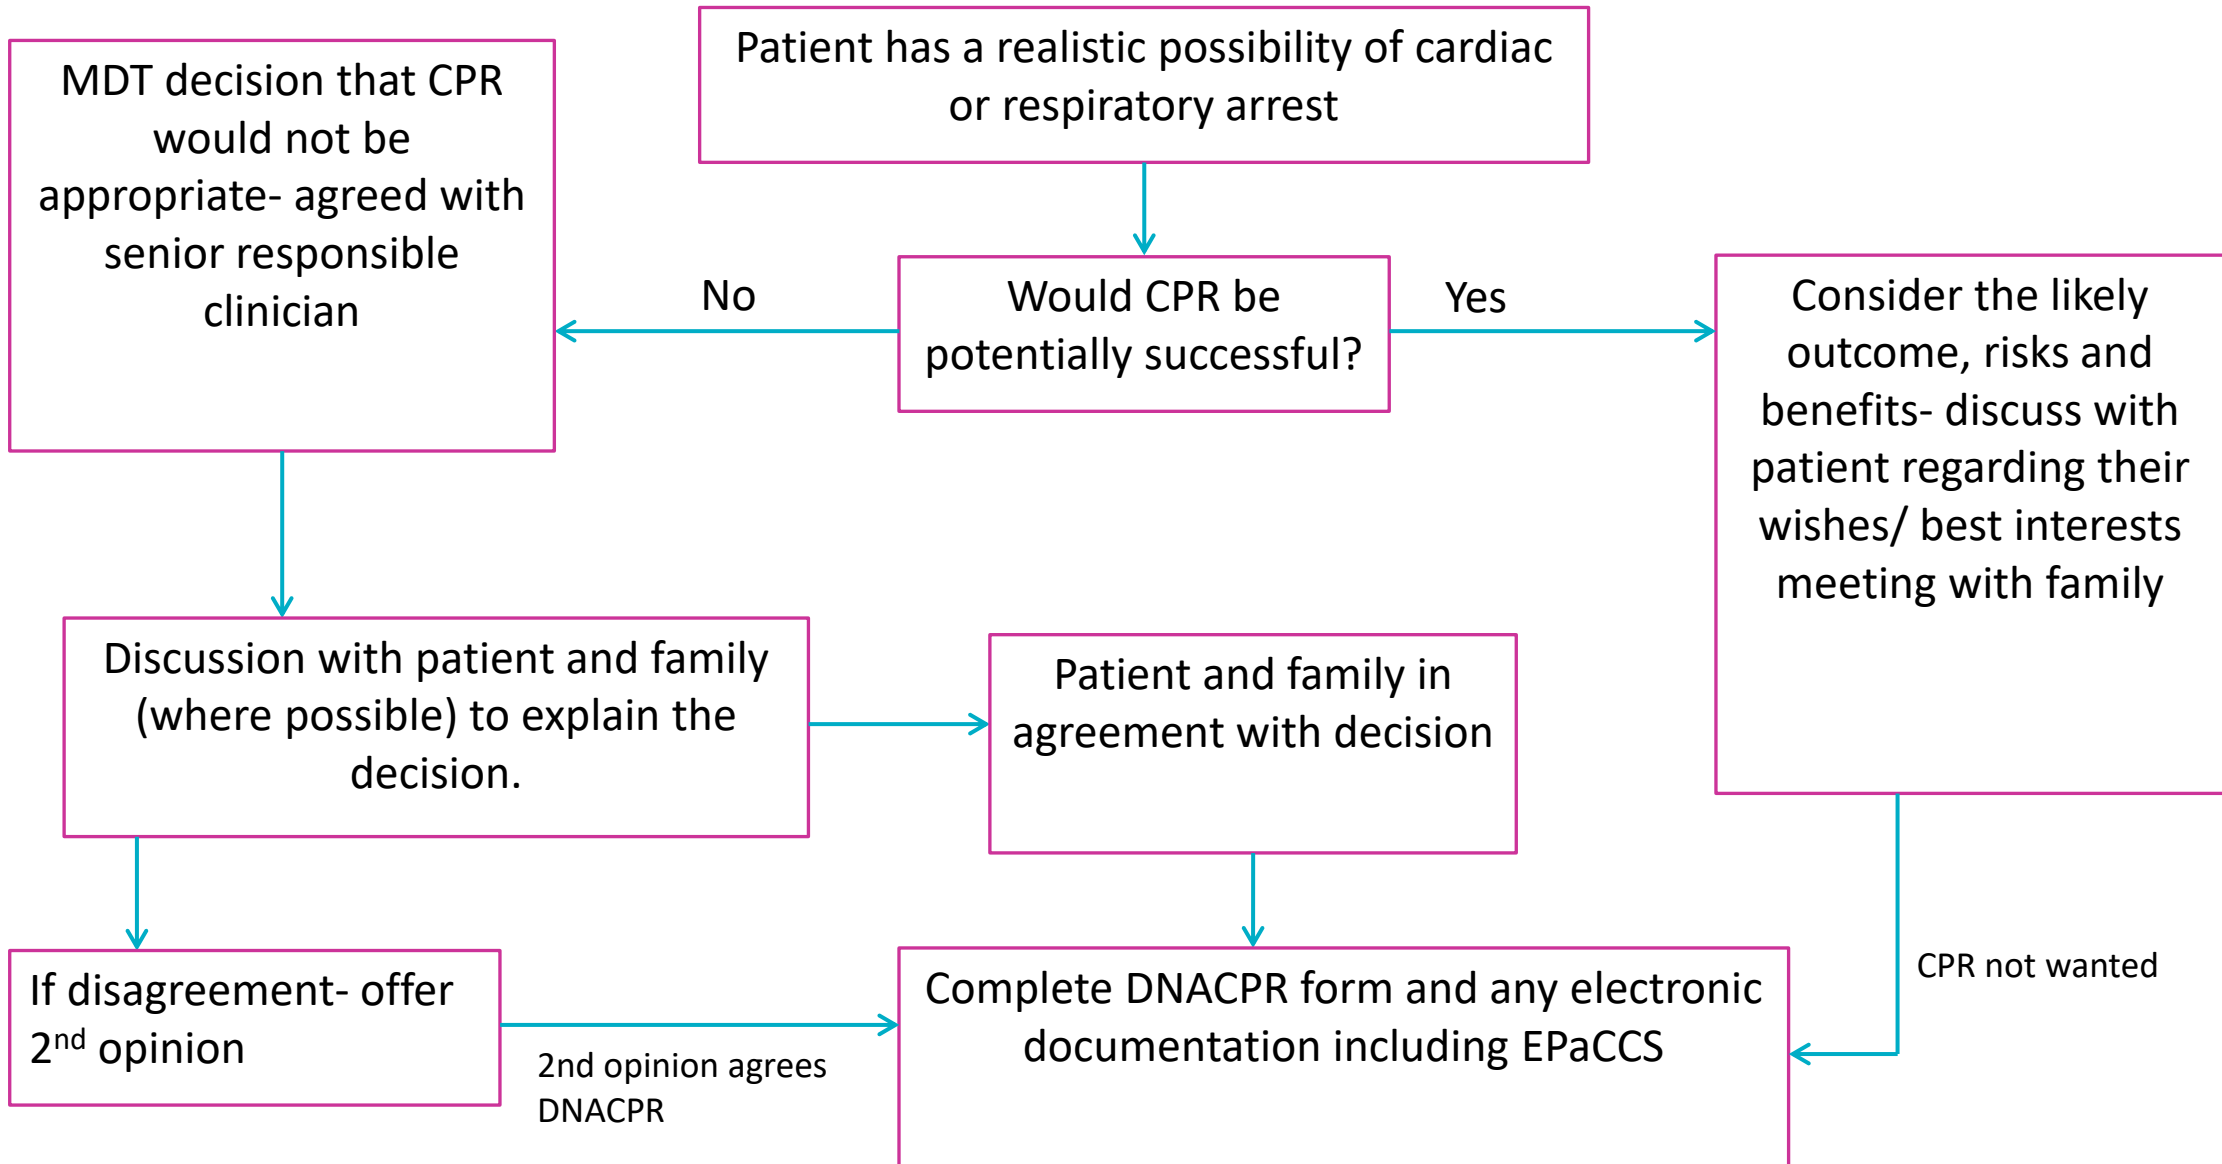 Patient has a realistic possibility of cardiac
or respiratory arrest
MDT decision that CPR
would not be
appropriate- agreed with
senior responsible
clinician
No
Would CPR be
potentially successful?
Yes
Consider the likely
outcome, risks and
benefits- discuss with
patient regarding their
wishes/ best interests
meeting with family
Discussion with patient and family
(where possible) to explain the
decision.
Patient and family in
agreement with decision
If disagreement- offer
2nd opinion
2nd opinion agrees
DNACPR
Complete DNACPR form and any electronic
documentation including EPaCCS
CPR not wanted